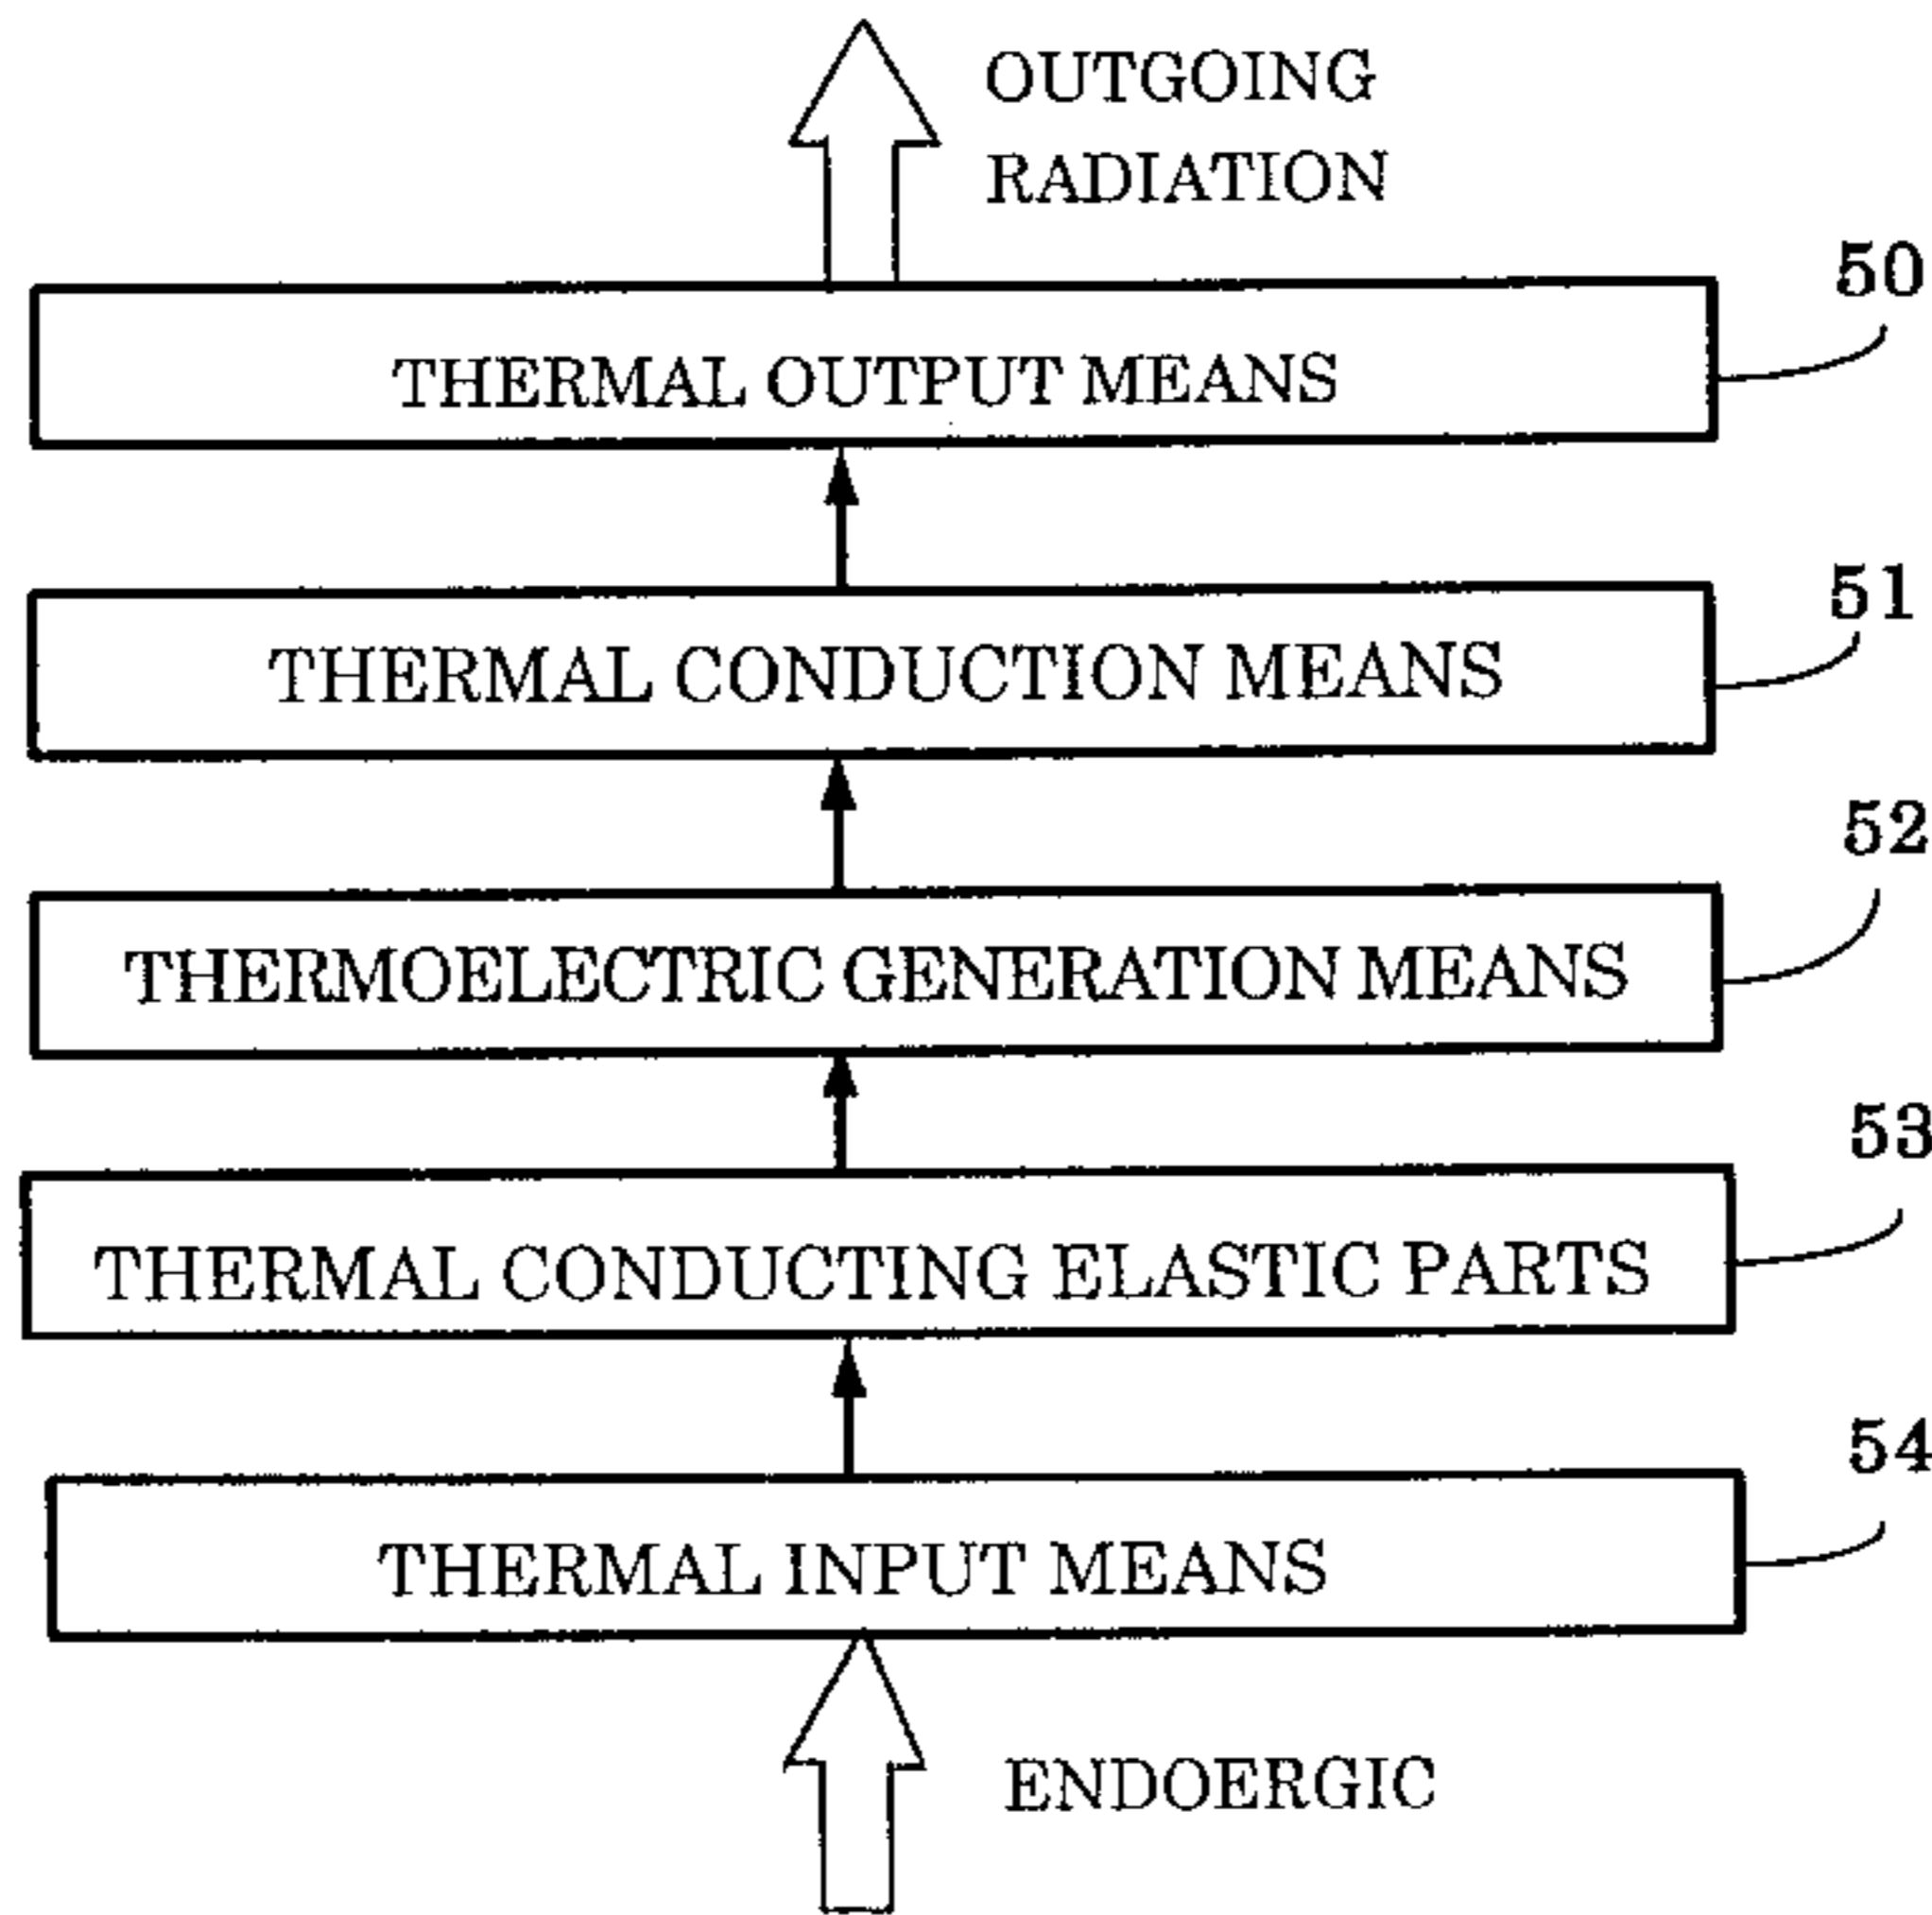 OUTGOING
RADIATION
50
THERMAL OUTPUT MEANS
51
THERMAL CONDUCTION MEANS
52
THERMOELECTRIC GENERATION MEANS
53
THERMAL CONDUCTING ELASTIC PARTS
54
THERMAL INPUT MEANS
ENDOERGIC